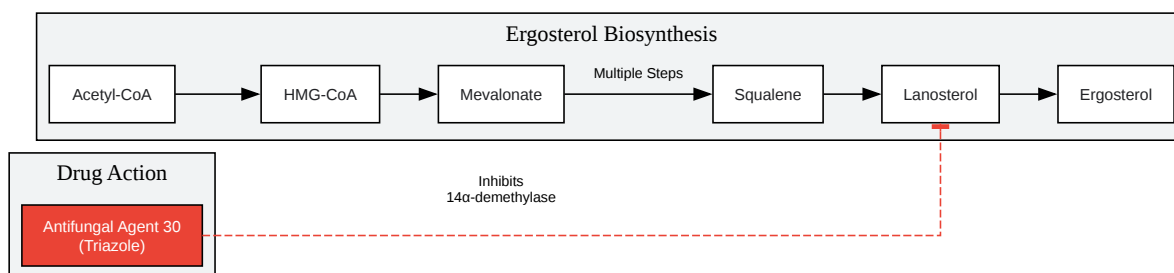 Ergosterol Biosynthesis
Acetyl-CoA
HMG-CoA
Mevalonate
Multiple Steps
Squalene
Lanosterol
Ergosterol
Drug Action
Antifungal Agent 30
(Triazole)
Inhibits
14α-demethylase